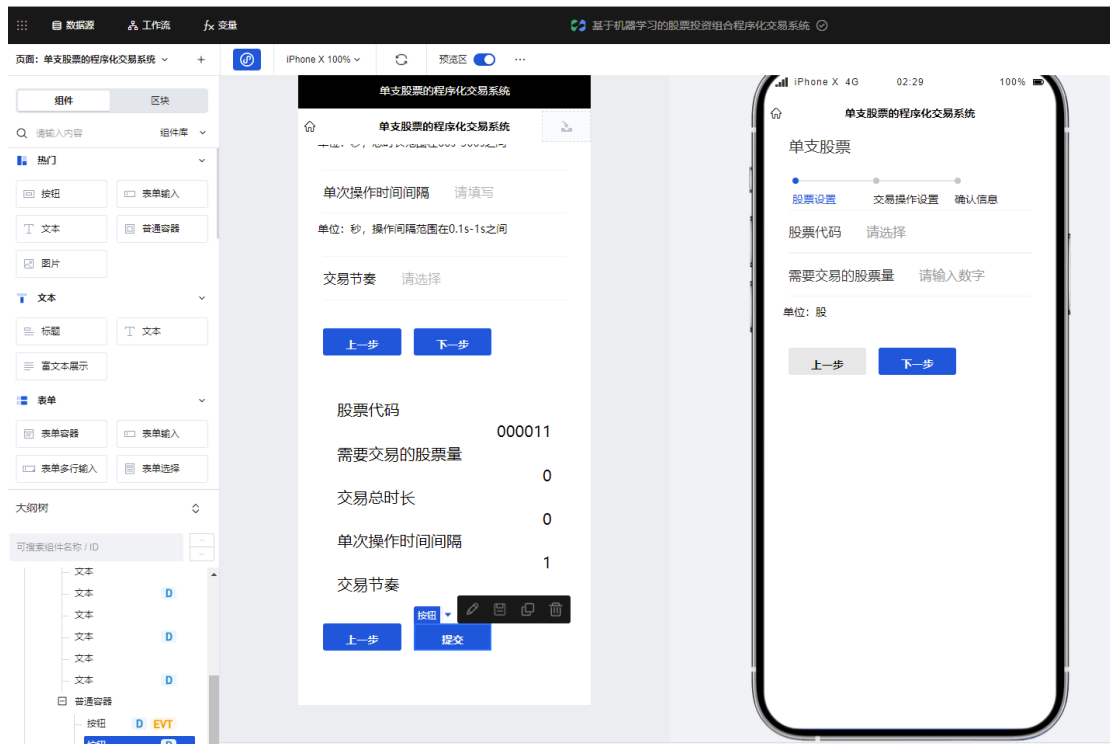 数据源 工作流 fx 变量 基于机器学习的股票投资组合程序化交易系统
页面：单支股票的程序化交易系统 + iPhone X 100% 预览区 ...
组件 区块
请输入内容 组件库
热门
按钮 表单输入
文本 普通容器
图片
文本
标题 文本
富文本展示
表单
表单容器 表单输入
表单多行输入 表单选择
大纲树
可搜索组件名称 / ID
文本
文本 D
文本
文本 D
文本
文本 D
普通容器
按钮 D EVT
按钮 D
单支股票的程序化交易系统
单支股票的程序化交易系统
单次操作时间间隔 请填写
单位：秒，操作间隔范围在0.1s-1s之间
交易节奏 请选择
上一步 下一步
股票代码
000011
需要交易的股票量
0
交易总时长
0
单次操作时间间隔
1
交易节奏
按钮
上一步 提交
iPhone X 4G 02:29 100%
单支股票的程序化交易系统
单支股票
股票设置 交易操作设置 确认信息
股票代码 请选择
需要交易的股票量 请输入数字
单位：股
上一步 下一步